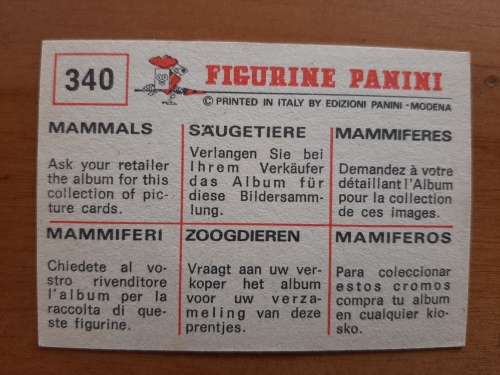 340
FIGURINE PANINI
© PRINTED IN ITALY BY EDIZIONI PANINI - MODENA
MAMMALS
Ask your retailer
the album for this
collection of pic-
ture cards.
SÄUGETIERE
Verlangen Sie bei
Ihrem Verkäufer
das Album für
diese Bildersamm-
lung.
MAMMIFERES
Demandez à vôtre
détaillant l'Album
pour la collection
de ces images.
MAMMIFERI
Chiedete al vo-
stro rivenditore
l'album per la
raccolta di que-
ste figurine.
ZOOGDIEREN
Vraagt aan uw ver-
koper het album
voor uw verza-
meling van deze
prentjes.
MAMIFEROS
Para coleccionar
estos cromos
compra tu album
en cualquier kio-
sko.